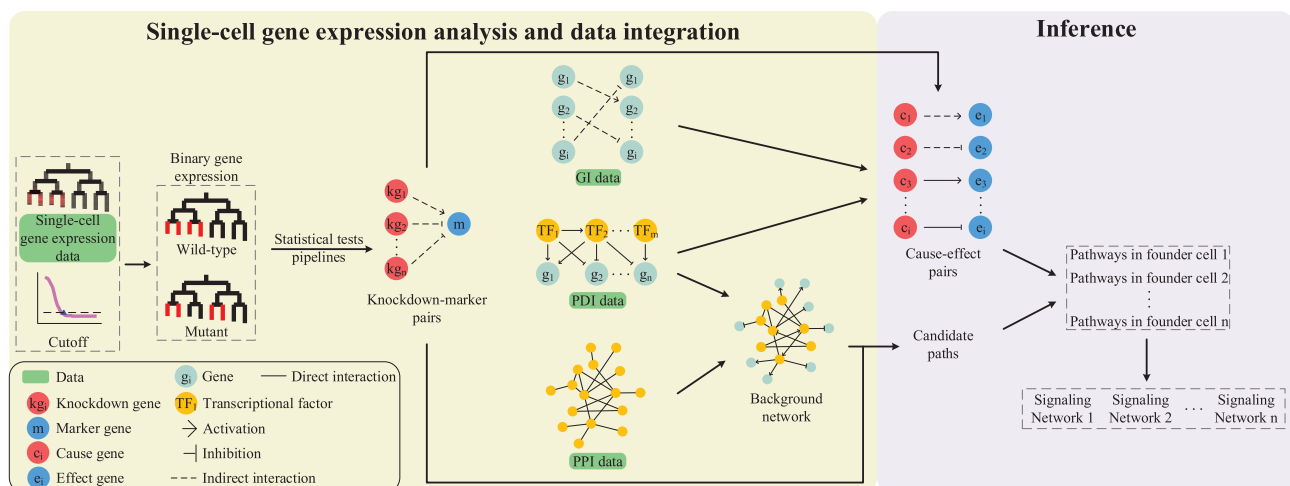 Single-cell gene expression analysis and data integration
Inference
Single-cell
gene expression
data
Cutoff
Binary gene
expression
Wild-type
Mutant
Statistical tests
pipelines
kg1
kg2
kgn
m
Knockdown-marker
pairs
g1 g1
g2 g2
gi gi
GI data
TF1 TF2 TFm
g1 g2 gn
PDI data
PPI data
Background
network
c1 e1
c2 e2
c3 e3
ci ei
Cause-effect
pairs
Candidate
paths
Pathways in founder cell 1
Pathways in founder cell 2
Pathways in founder cell n
Signaling
Network 1
Signaling
Network 2
...
Signaling
Network n
Data
kgi Knockdown gene
m Marker gene
ci Cause gene
ei Effect gene
gi Gene
TFj Transcriptional factor
Activation
Inhibition
Indirect interaction
Direct interaction